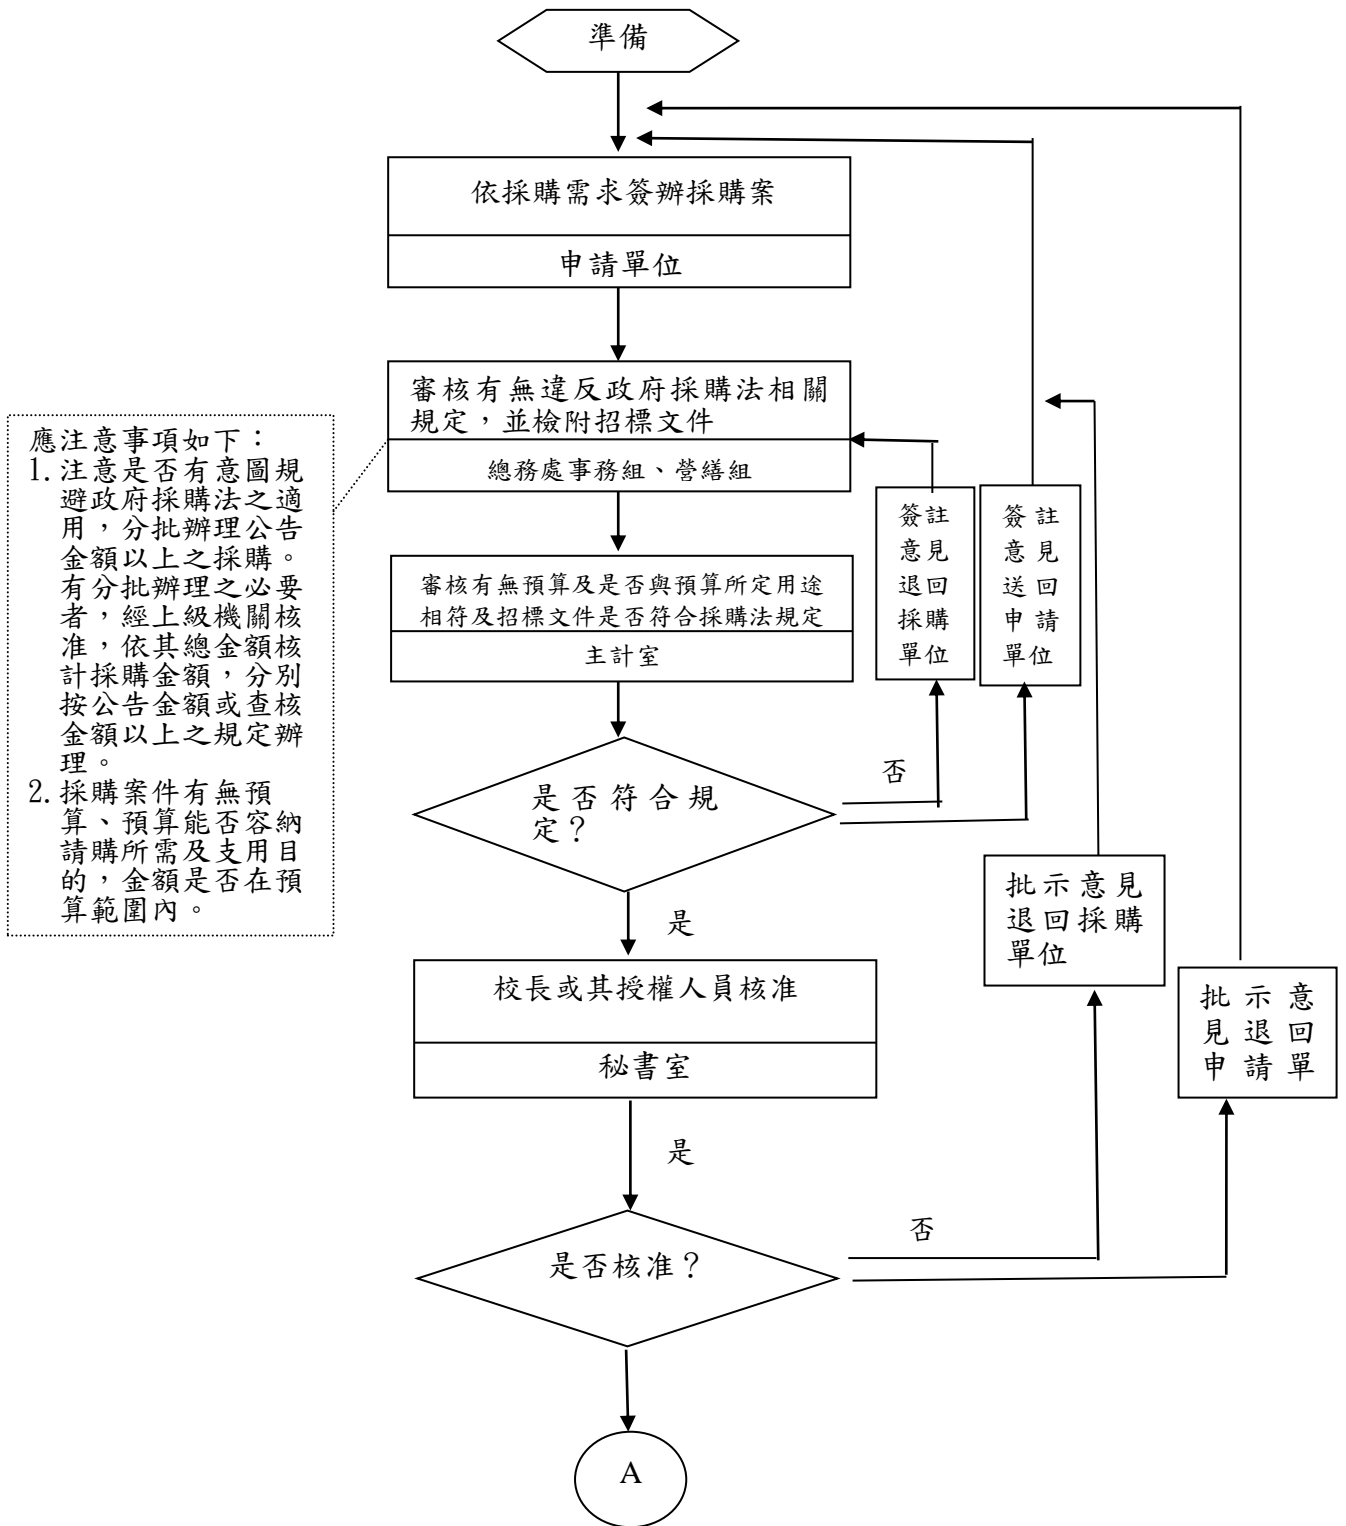 準備
依採購需求簽辦採購案
申請單位
審核有無違反政府採購法相關
規定，並檢附招標文件
總務處事務組、營繕組
應注意事項如下：
1.注意是否有意圖規
避政府採購法之適
用，分批辦理公告
金額以上之採購。
有分批辦理之必要
者，經上級機關核
准，依其總金額核
計採購金額，分別
按公告金額或查核
金額以上之規定辦
理。
2.採購案件有無預
算、預算能否容納
請購所需及支用目
的，金額是否在預
算範圍內。
審核有無預算及是否與預算所定用途
相符及招標文件是否符合採購法規定
主計室
簽註
意見
退回
採購
單位
簽註
意見
送回
申請
單位
是否符合規
定？
否
是
批示意見
退回採購
單位
校長或其授權人員核准
秘書室
批示意
見退回
申請單
是
是否核准？
否
A